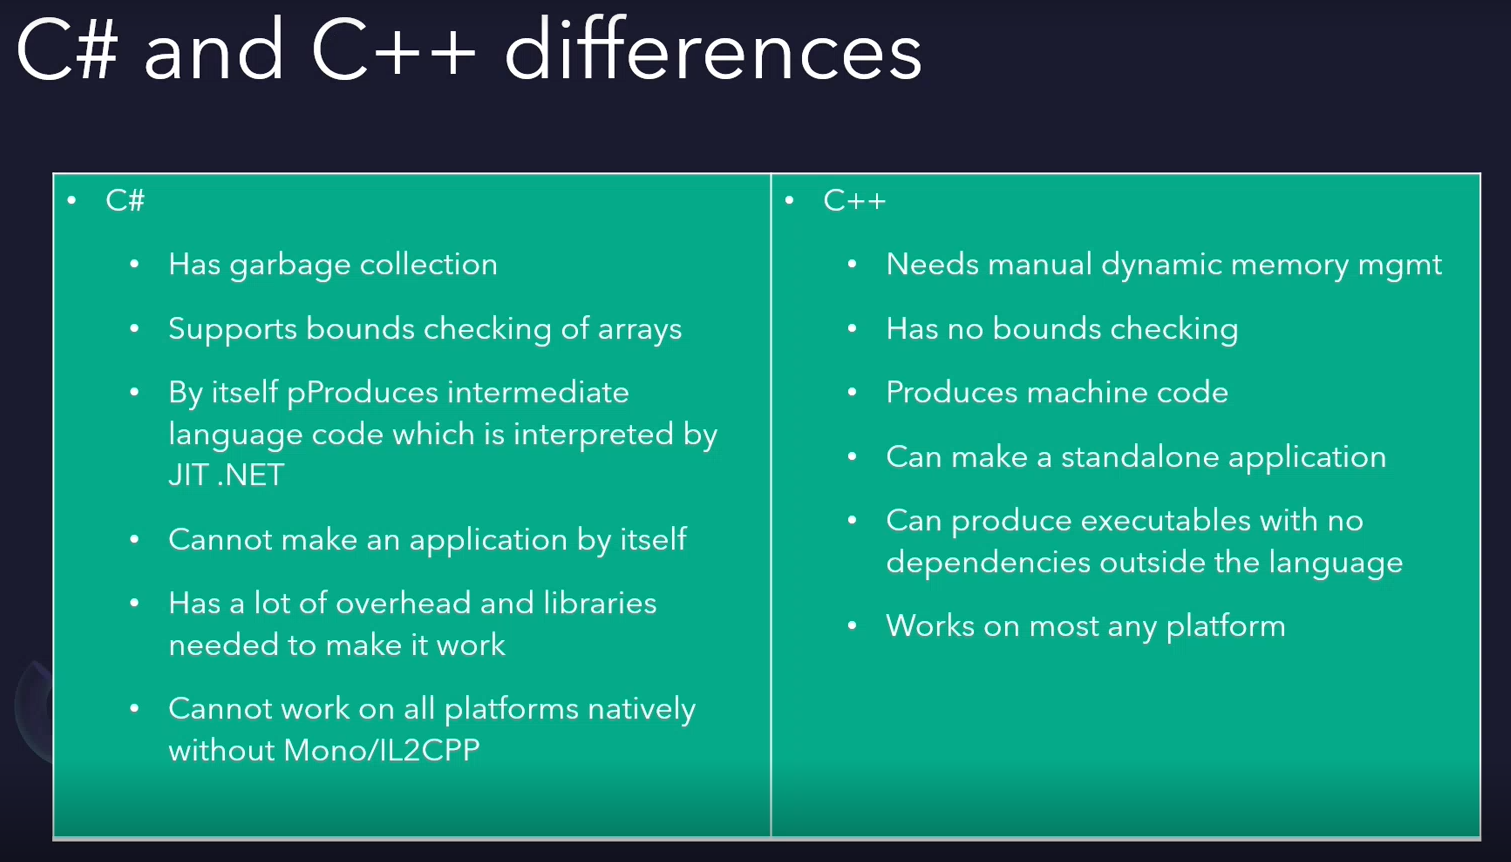 C# and C++ differences
• C#
• Has garbage collection
• Supports bounds checking of arrays
• By itself pProduces intermediate
language code which is interpreted by
JIT .NET
• Cannot make an application by itself
• Has a lot of overhead and libraries
needed to make it work
• Cannot work on all platforms natively
without Mono/IL2CPP
• C++
• Needs manual dynamic memory mgmt
• Has no bounds checking
• Produces machine code
• Can make a standalone application
• Can produce executables with no
dependencies outside the language
• Works on most any platform